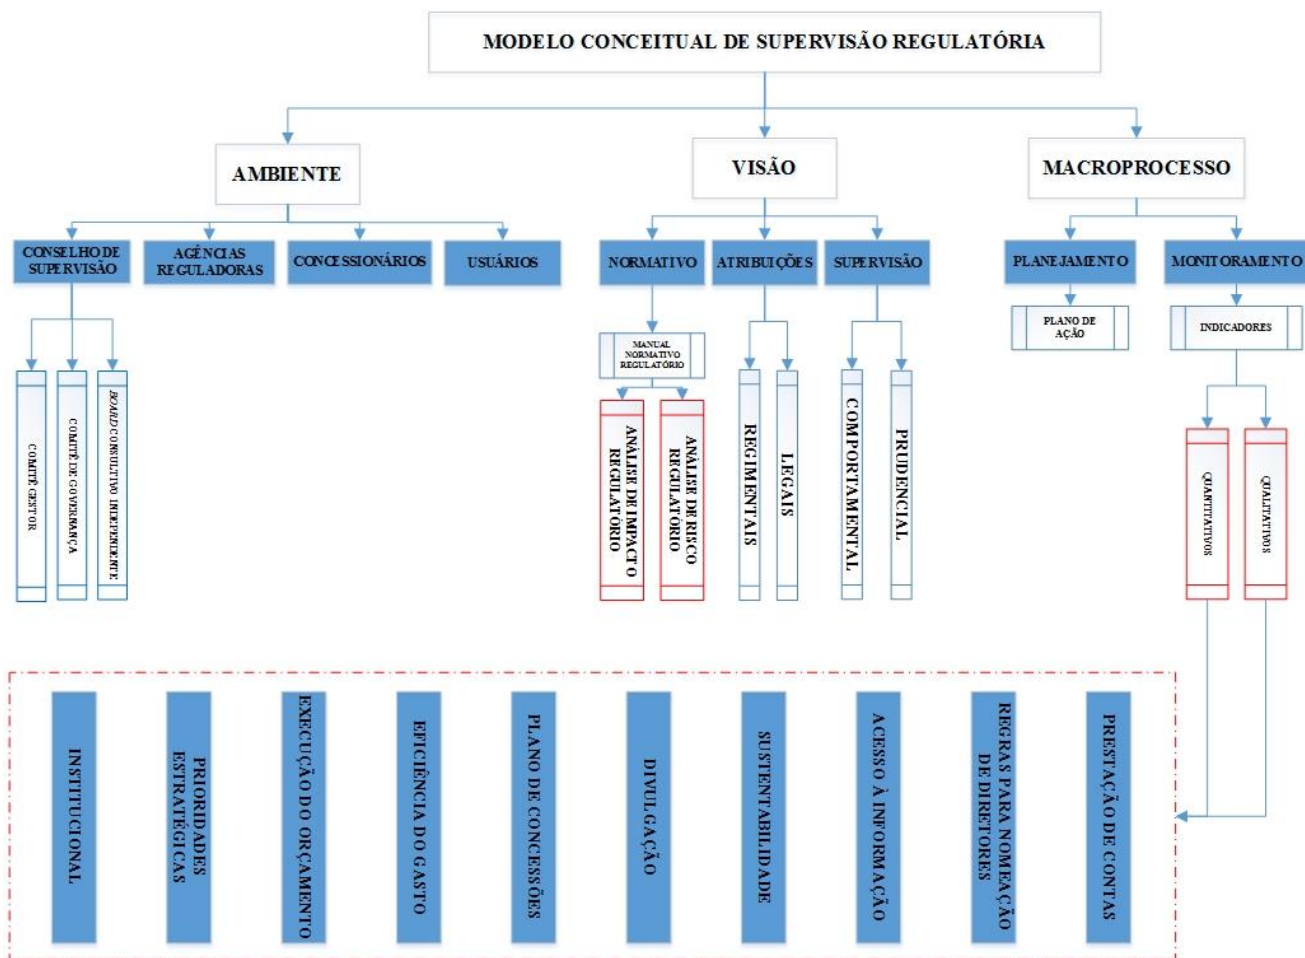 MODELO CONCEITUAL DE SUPERVISÃO REGULATÓRIA
AMBIENTE
VISÃO
MACROPROCESSO
CONSELHO DE
SUPERVISÃO
AGÊNCIAS
REGULADORAS
CONCESSIONÁRIOS
USUÁRIOS
NORMATIVO
ATRIBUIÇÕES
SUPERVISÃO
PLANEJAMENTO
MONITORAMENTO
MANUAL
NORMATIVO
REGULATÓRIO
PLANO DE
AÇÃO
INDICADORES
COMITÊ GESTOR
COMITÊ DE GOVERNANÇA
BOARD CONSULTIVO INDEPENDENTE
ANÁLISE DE IMPACTO
REGULATÓRIO
ANÁLISE DE RISCO
REGULATÓRIO
REGIMENTAIS
LEGAIS
COMPORTAMENTAL
PRUDENCIAL
QUANTITATIVOS
QUALITATIVOS
INSTITUCIONAL
PRIORIDADES
ESTRATÉGICAS
EXECUÇÃO DO ORÇAMENTO
EFICIÊNCIA DO GASTO
PLANO DE CONCESSÕES
DIVULGAÇÃO
SUSTENTABILIDADE
ACESSO À INFORMAÇÃO
REGRAS PARA NOMEAÇÃO
DE DIRETORES
PRESTAÇÃO DE CONTAS